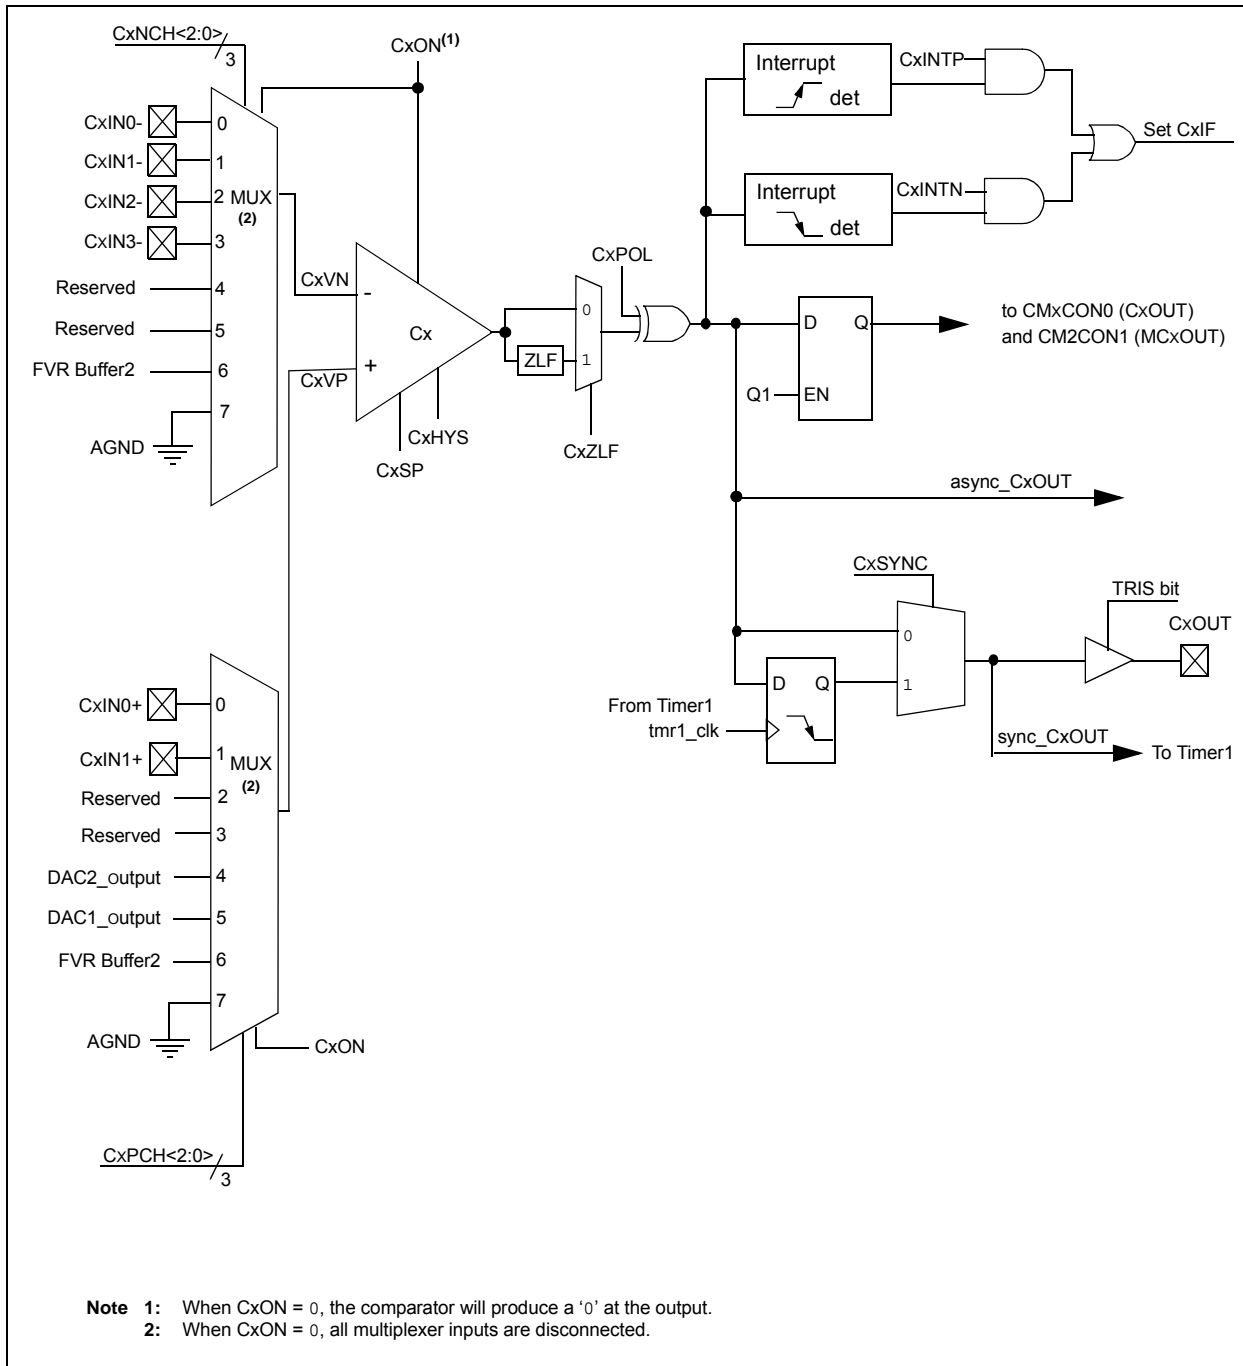 CxNCH<2:0>
3
CxON(1)
CxIN0-
0
CxIN1-
1
CxIN2-
2
MUX
(2)
CxIN3-
3
Reserved
4
Reserved
5
FVR Buffer2
6
7
AGND
CxVN
-
Cx
CxVP
+
CxHYS
CxSP
ZLF
0
1
CxZLF
CxPOL
Interrupt
det
CxINTP
Interrupt
det
CxINTN
Set CxIF
D
Q
Q1
EN
to CMxCON0 (CxOUT)
and CM2CON1 (MCxOUT)
async_CxOUT
CxSYNC
0
1
TRIS bit
CxOUT
D
Q
From Timer1
tmr1_clk
sync_CxOUT
To Timer1
CxIN0+
0
CxIN1+
1
MUX
(2)
Reserved
2
Reserved
3
DAC2_output
4
DAC1_output
5
FVR Buffer2
6
7
AGND
CxON
CxPCH<2:0>
3
Note 1: When CxON = 0, the comparator will produce a ‘0’ at the output.
2: When CxON = 0, all multiplexer inputs are disconnected.